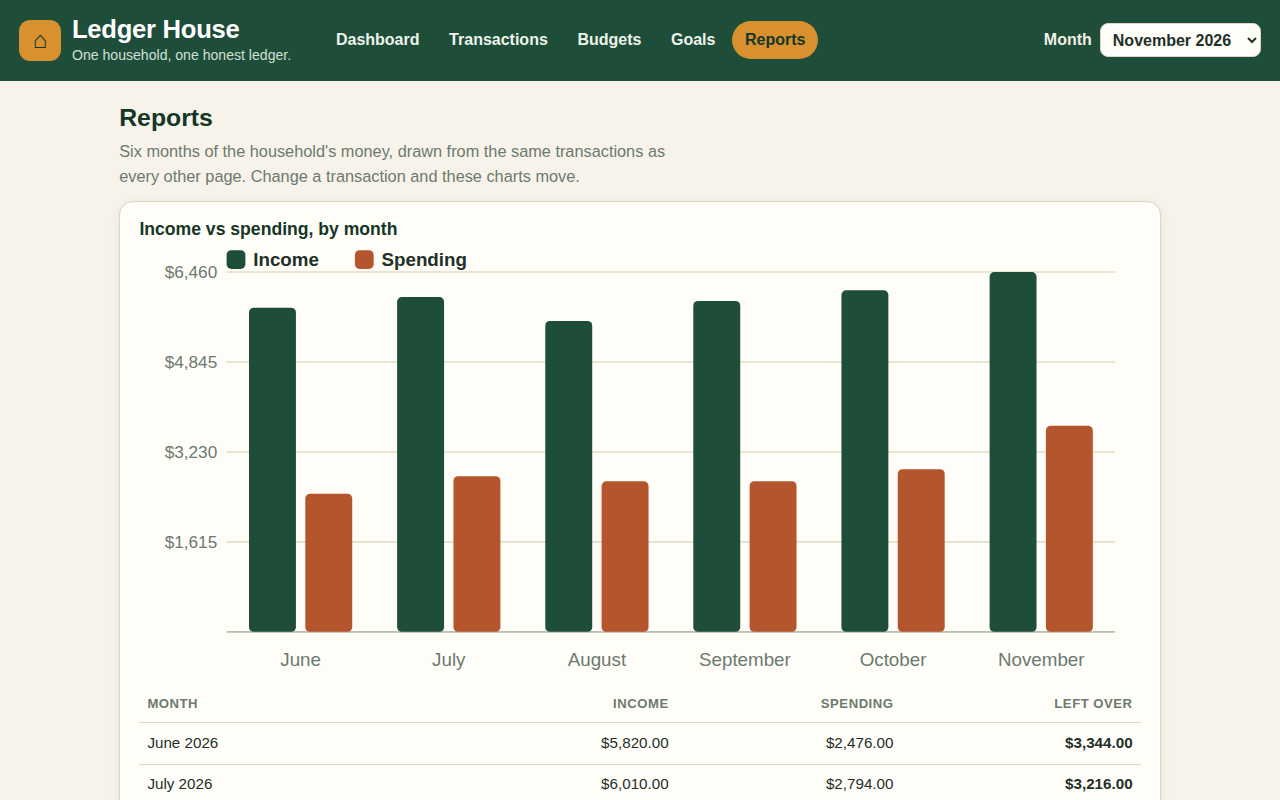 Ledger House
One household, one honest ledger.
Dashboard Transactions Budgets Goals Reports
Month November 2026
Reports
Six months of the household's money, drawn from the same transactions as
every other page. Change a transaction and these charts move.
Income vs spending, by month
Income Spending
$6,460
$4,845
$3,230
$1,615
June July August September October November
MONTH INCOME SPENDING LEFT OVER
June 2026 $5,820.00 $2,476.00 $3,344.00
July 2026 $6,010.00 $2,794.00 $3,216.00